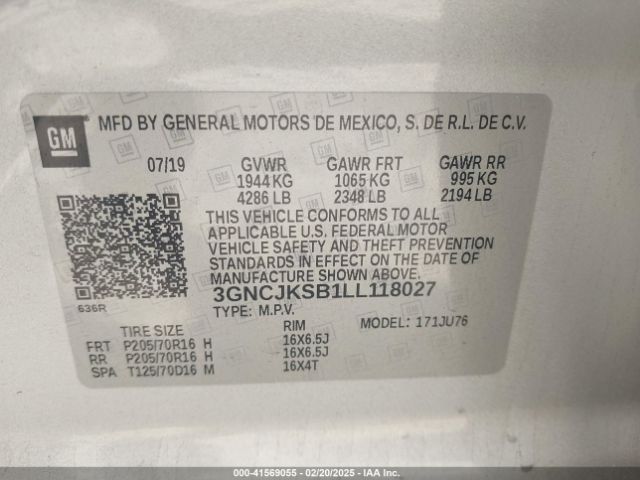 GM MFD BY GENERAL MOTORS DE MEXICO, S. DE R.L. DE C.V.
07/19 GVWR GAWR FRT GAWR RR
1944 KG 1065 KG 995 KG
4286 LB 2348 LB 2194 LB
THIS VEHICLE CONFORMS TO ALL
APPLICABLE U.S. FEDERAL MOTOR
VEHICLE SAFETY AND THEFT PREVENTION
STANDARDS IN EFFECT ON THE DATE OF
MANUFACTURE SHOWN ABOVE.
636R 3GNCJKSB1LL118027
TYPE: M.P.V. MODEL: 171JU76
TIRE SIZE RIM
FRT P205/70R16 H 16X6.5J
RR P205/70R16 H 16X6.5J
SPA T125/70D16 M 16X4T
000-41569055 — 02/20/2025 — IAA Inc.